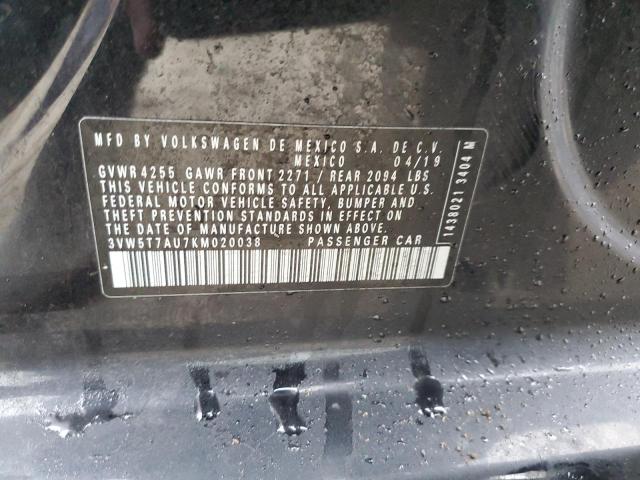 MFD BY VOLKSWAGEN DE MEXICO S.A. DE C.V.
MEXICO 04/19
GVWR 4255 GAWR FRONT 2271 / REAR 2094 LBS
THIS VEHICLE CONFORMS TO ALL APPLICABLE U.S.
FEDERAL MOTOR VEHICLE SAFETY, BUMPER AND
THEFT PREVENTION STANDARDS IN EFFECT ON
THE DATE OF MANUFACTURE SHOWN ABOVE.
3VW5T7AU7KM020038 PASSENGER CAR
1438021 3404 M